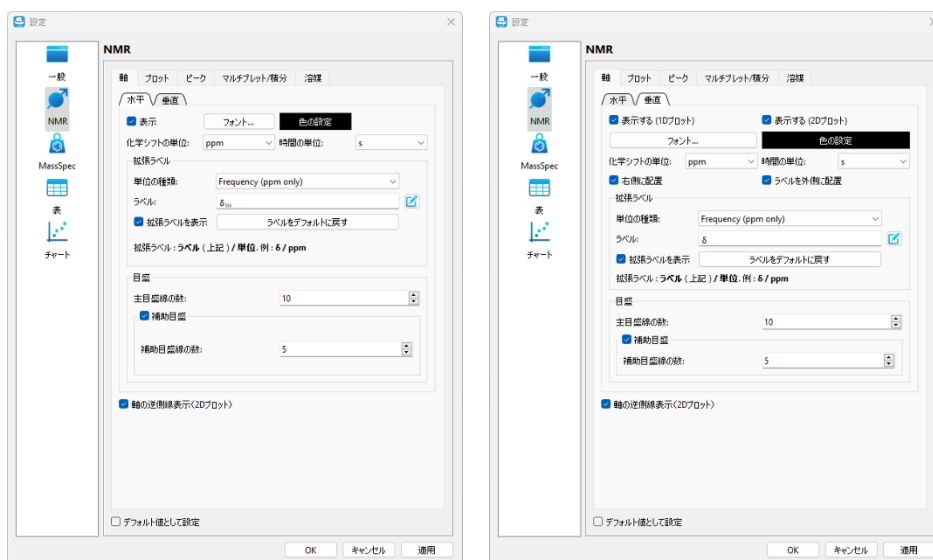 設定
NMR
一般
NMR
MassSpec
表
チャート
軸 プロット ピーク マルチプレット/積分 溶媒
水平 垂直
表示 フォント... 色の設定
化学シフトの単位: ppm 時間の単位: s
拡張ラベル
単位の種類: Frequency (ppm only)
ラベル: δ1H
拡張ラベルを表示 ラベルをデフォルトに戻す
拡張ラベル : ラベル ( 上記 ) / 単位. 例 : δ / ppm
目盛
主目盛線の数: 10
補助目盛
補助目盛線の数: 5
軸の逆側線表示(2Dプロット)
デフォルト値として設定
OK キャンセル 適用
設定
NMR
一般
NMR
MassSpec
表
チャート
軸 プロット ピーク マルチプレット/積分 溶媒
水平 垂直
表示する (1Dプロット) 表示する (2Dプロット)
フォント... 色の設定
化学シフトの単位: ppm 時間の単位: s
右側に配置 ラベルを外側に配置
拡張ラベル
単位の種類: Frequency (ppm only)
ラベル: δ
拡張ラベルを表示 ラベルをデフォルトに戻す
拡張ラベル : ラベル ( 上記 ) / 単位. 例 : δ / ppm
目盛
主目盛線の数: 10
補助目盛
補助目盛線の数: 5
軸の逆側線表示(2Dプロット)
デフォルト値として設定
OK キャンセル 適用